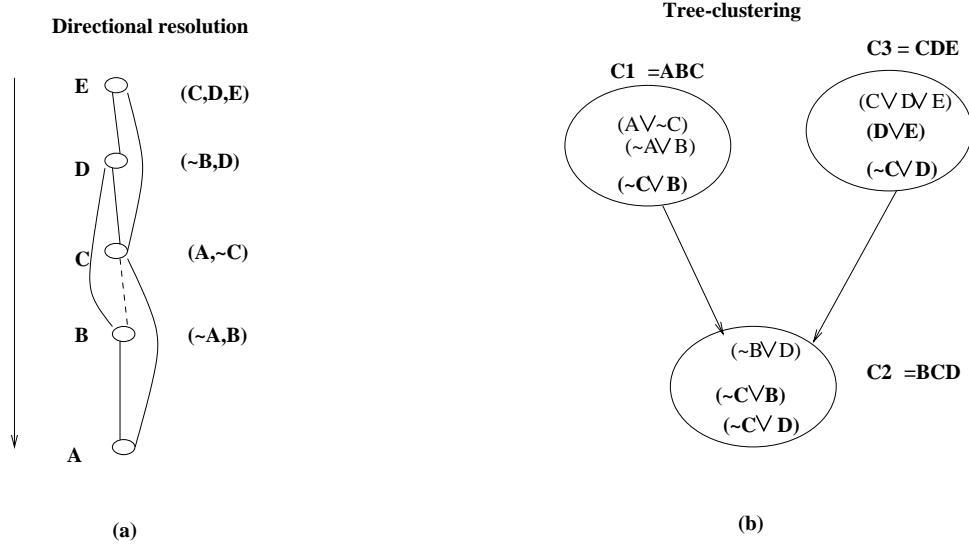 Directional resolution
E
(C,D,E)
D
(~B,D)
C
(A,~C)
B
(~A,B)
A
(a)
Tree-clustering
C1 =ABC
(A∨~C)
(~A∨B)
(~C∨B)
C3 = CDE
(C∨D∨E)
(D∨E)
(~C∨D)
(~B∨D)
(~C∨B)
(~C∨D)
C2 =BCD
(b)